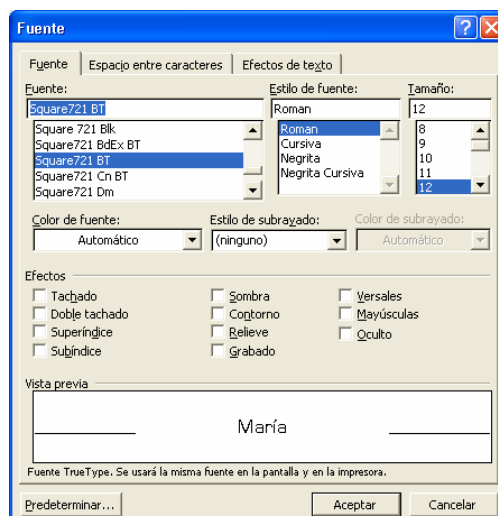 Fuente
Fuente Espacio entre caracteres Efectos de texto
Fuente: Estilo de fuente: Tamaño:
Square721 BT Roman 12
Square 721 Blk Roman 8
Square721 BdEx BT Cursiva 9
Square721 BT Negrita 10
Square721 Cn BT Negrita Cursiva 11
Square721 Dm 12
Color de fuente: Estilo de subrayado: Color de subrayado:
Automático (ninguno) Automático
Efectos
Tachado Sombra Versales
Doble tachado Contorno Mayúsculas
Superíndice Relieve Oculto
Subíndice Grabado
Vista previa
María
Fuente TrueType. Se usará la misma fuente en la pantalla y en la impresora.
Predeterminar... Aceptar Cancelar